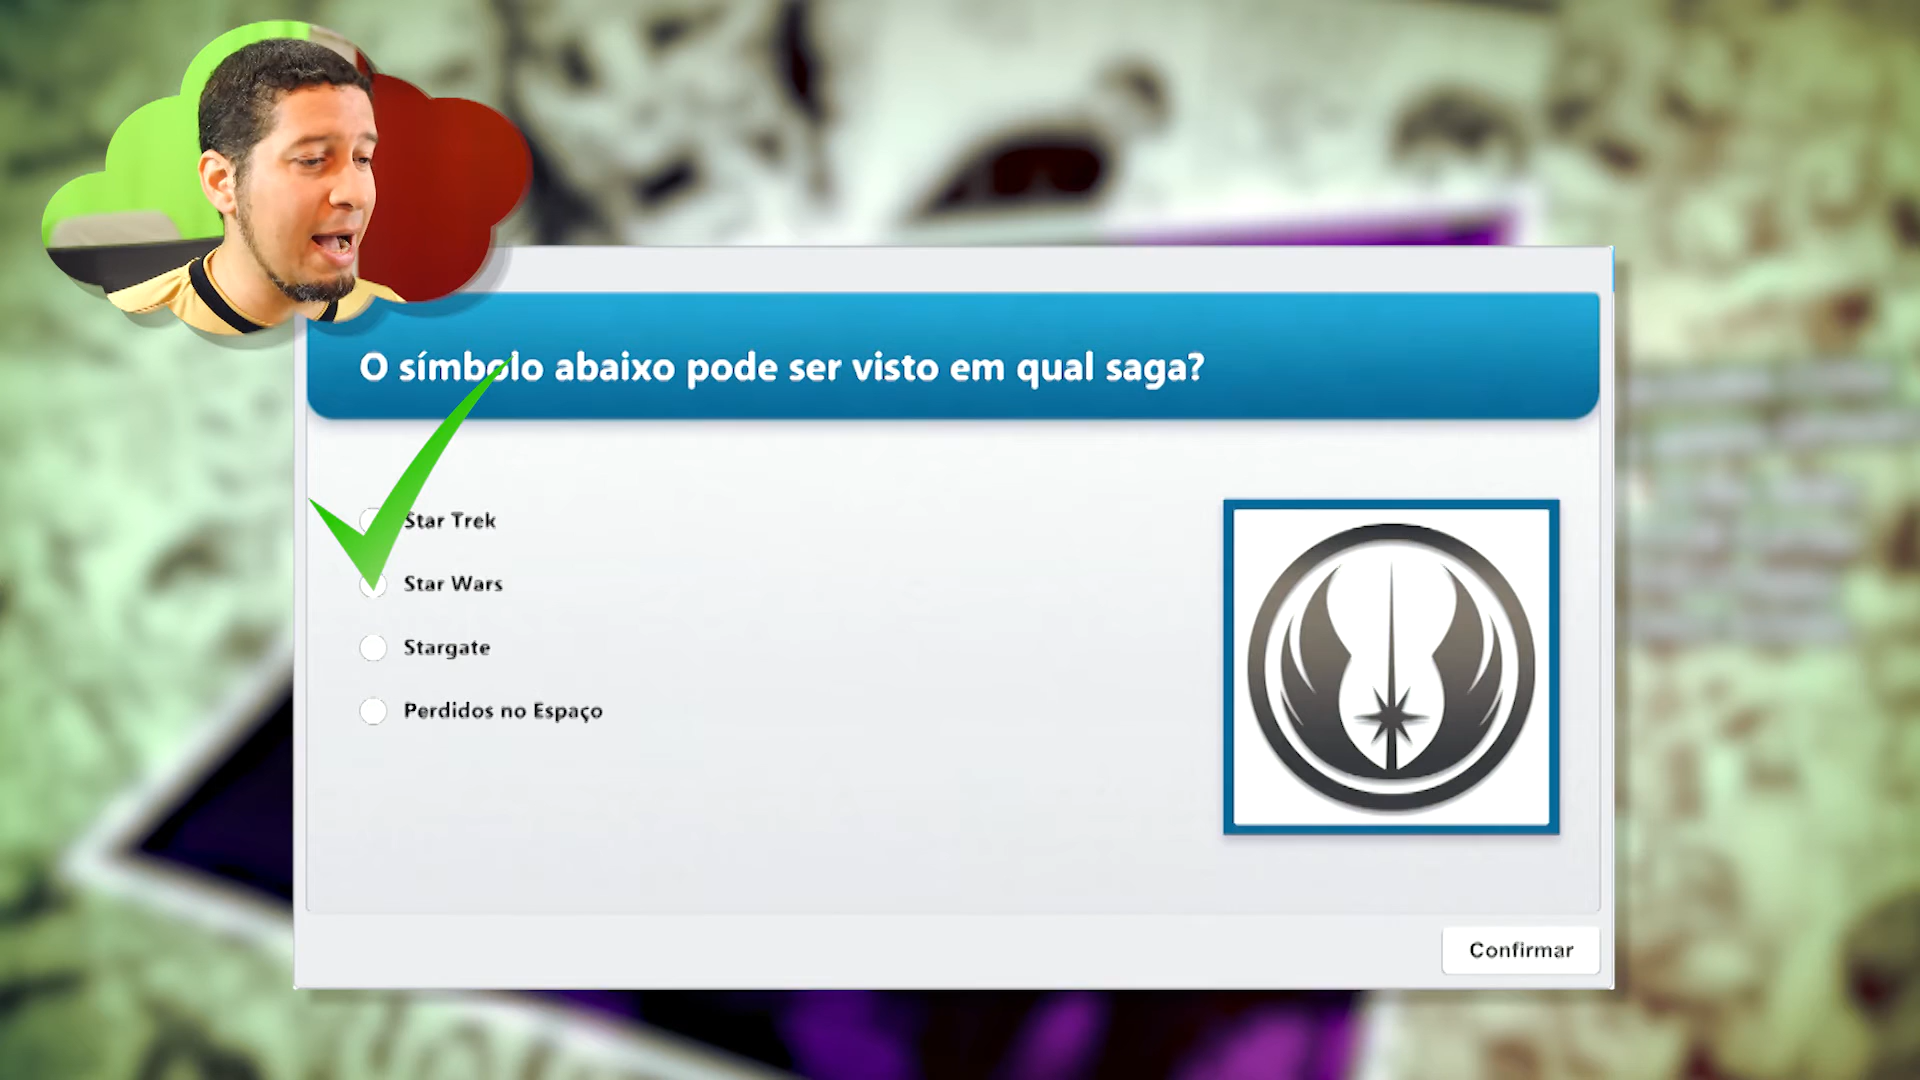 O símbolo abaixo pode ser visto em qual saga?
Star Trek
Star Wars
Stargate
Perdidos no Espaço
Confirmar